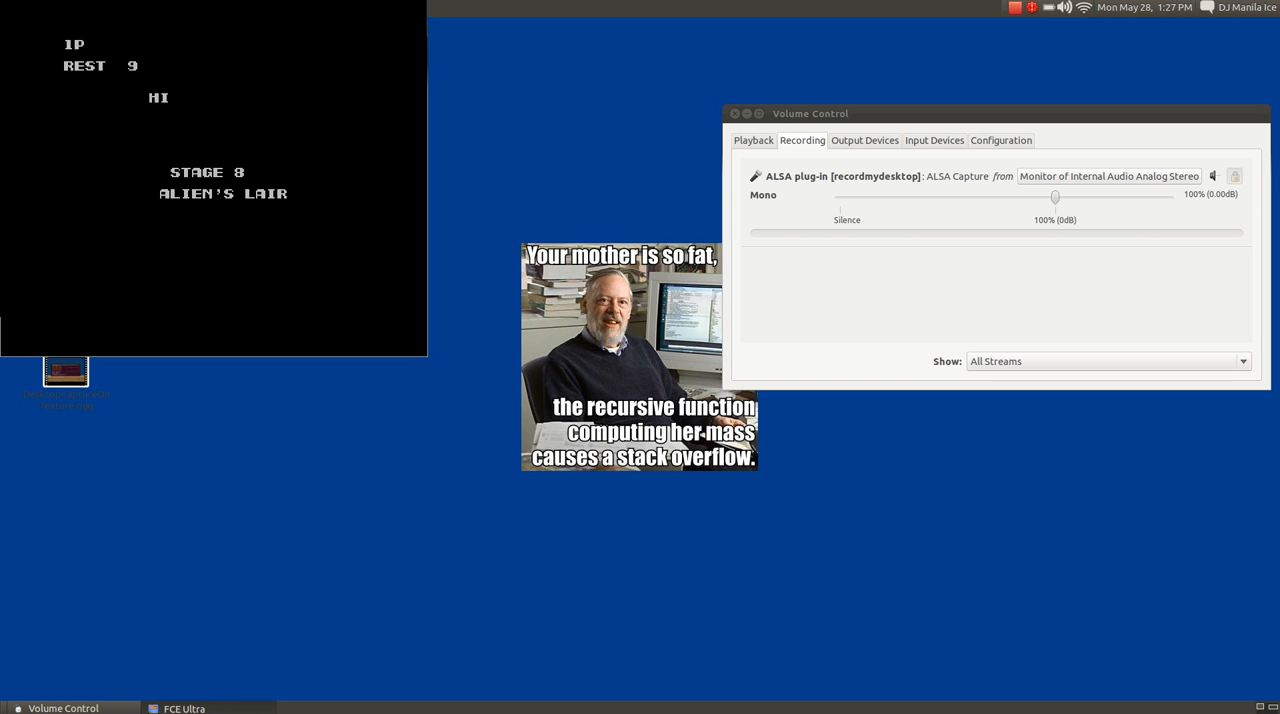 Mon May 28, 1:27 PM
DJ Manila Ice
1P
REST 9
HI
STAGE 8
ALIEN'S LAIR
Volume Control
Playback Recording Output Devices Input Devices Configuration
ALSA plug-in [recordmydesktop]: ALSA Capture from Monitor of Internal Audio Analog Stereo
Mono
100% (0.00dB)
Silence
100% (0dB)
Show: All Streams
Your mother is so fat,
the recursive function
computing her mass
causes a stack overflow.
Volume Control
FCE Ultra